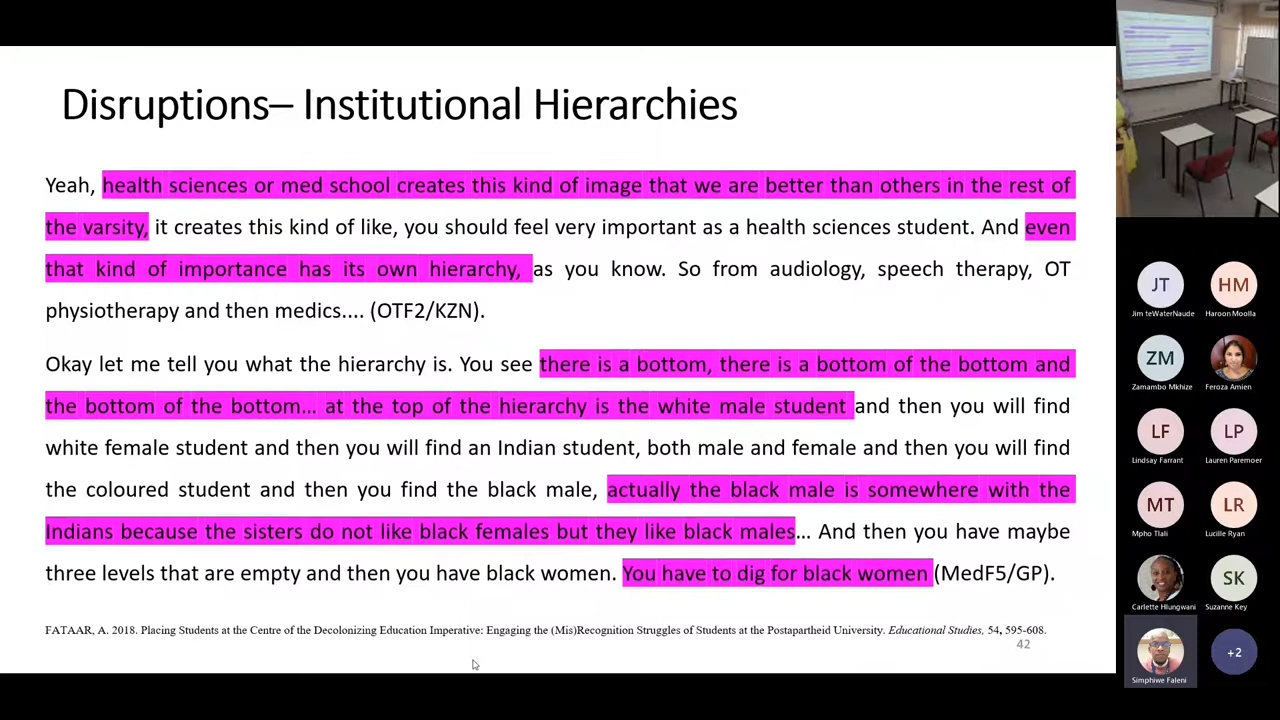 Disruptions– Institutional Hierarchies
Yeah, health sciences or med school creates this kind of image that we are better than others in the rest of
the varsity, it creates this kind of like, you should feel very important as a health sciences student. And even
that kind of importance has its own hierarchy, as you know. So from audiology, speech therapy, OT
physiotherapy and then medics.... (OTF2/KZN).
Okay let me tell you what the hierarchy is. You see there is a bottom, there is a bottom of the bottom and
the bottom of the bottom… at the top of the hierarchy is the white male student and then you will find
white female student and then you will find an Indian student, both male and female and then you will find
the coloured student and then you find the black male, actually the black male is somewhere with the
Indians because the sisters do not like black females but they like black males… And then you have maybe
three levels that are empty and then you have black women. You have to dig for black women (MedF5/GP).
FATAAR, A. 2018. Placing Students at the Centre of the Decolonizing Education Imperative: Engaging the (Mis)Recognition Struggles of Students at the Postapartheid University. Educational Studies, 54, 595-608.
42
JT
HM
Jim teWaterNaude
Haroon Moolla
ZM
Zamambo Mkhize
Feroza Amien
LF
LP
Lindsay Farrant
Lauren Paremoer
MT
LR
Mpho Tlali
Lucille Ryan
SK
Carlette Hlungwani
Suzanne Key
+2
Simphiwe Faleni